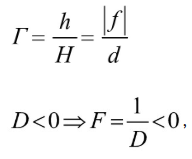 Γ = h/H = |f|/d
D<0⇒F=1/D<0,